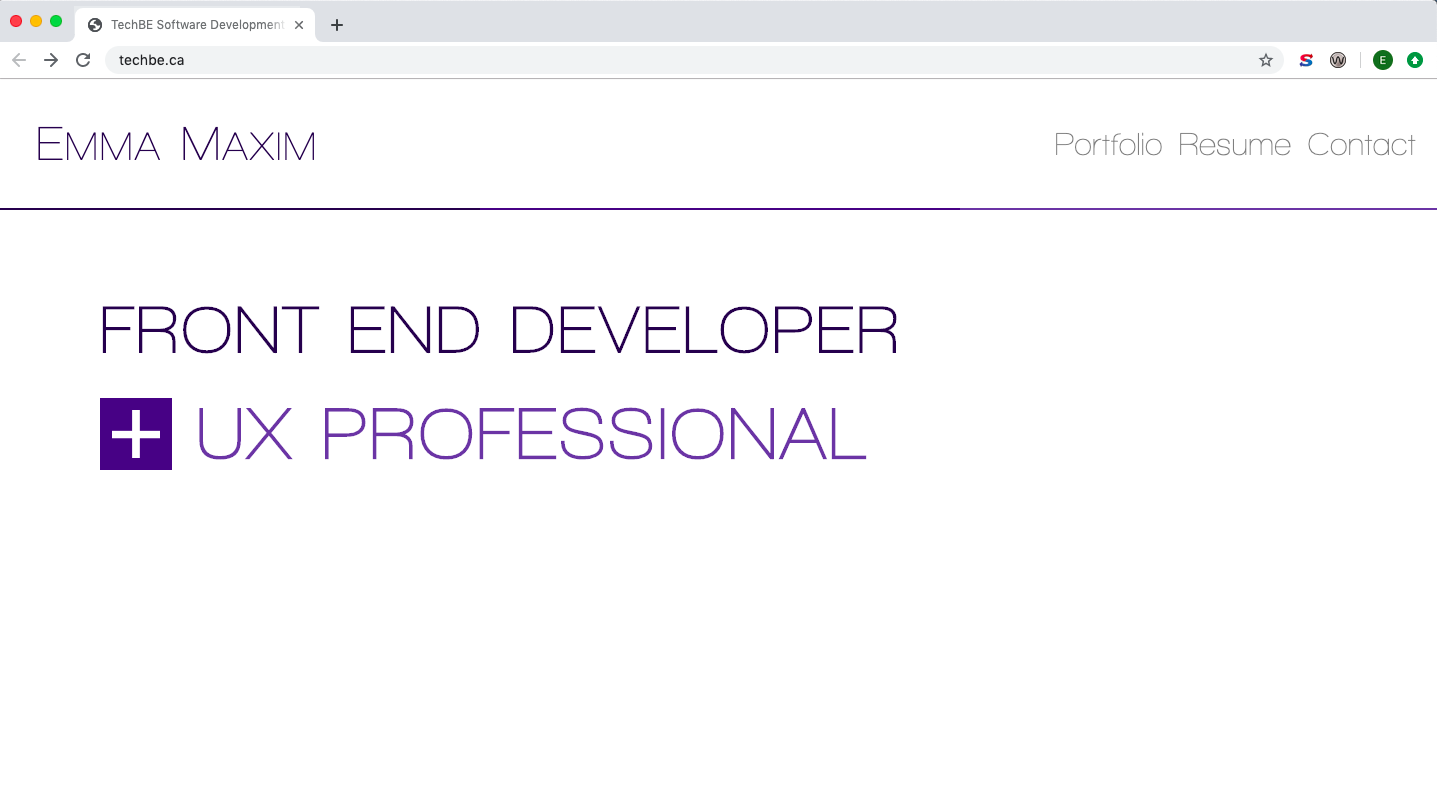 TechBE Software Development
techbe.ca
W
E
EMMA MAXIM
Portfolio Resume Contact
FRONT END DEVELOPER
+ UX PROFESSIONAL